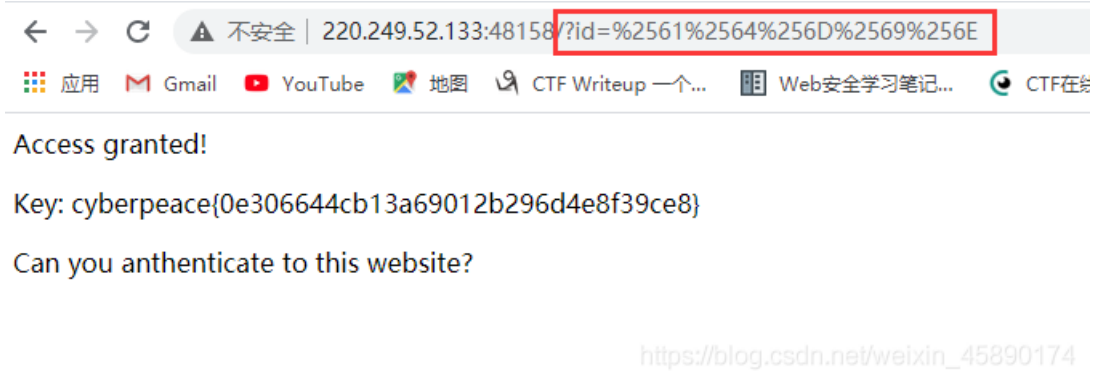 不安全 | 220.249.52.133:48158/?id=%2561%2564%256D%2569%256E
应用 Gmail YouTube 地图 CTF Writeup 一个... Web安全学习笔记... CTF在线
Access granted!
Key: cyberpeace{0e306644cb13a69012b296d4e8f39ce8}
Can you anthenticate to this website?
https://blog.csdn.net/weixin_45890174